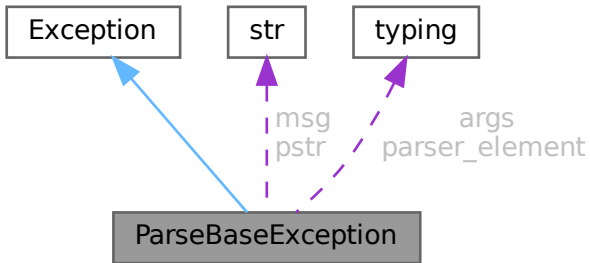 Exception
str
typing
msg
pstr
args
parser_element
ParseBaseException